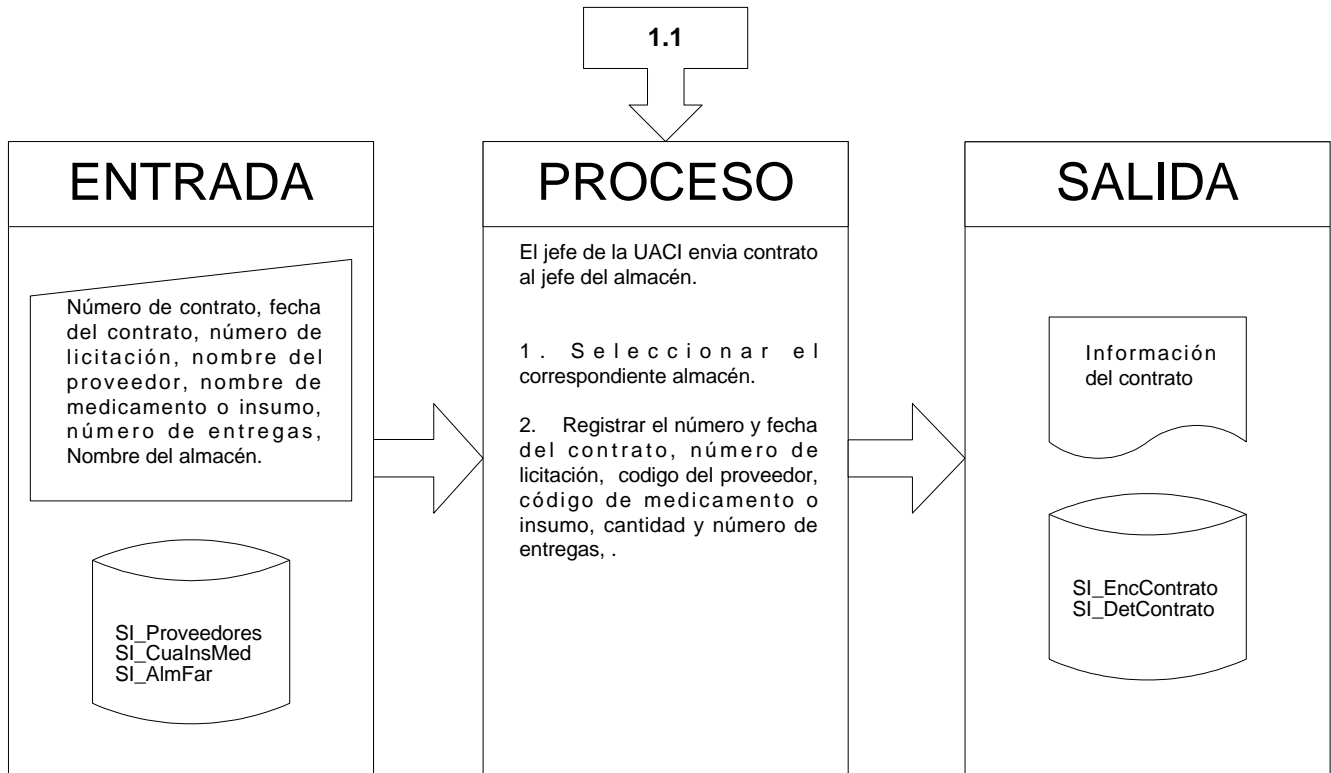 1.1
ENTRADA
Número de contrato, fecha
del contrato, número de
licitación, nombre del
proveedor, nombre de
medicamento o insumo,
número de entregas,
Nombre del almacén.
SI_Proveedores
SI_CuaInsMed
SI_AlmFar
PROCESO
El jefe de la UACI envia contrato
al jefe del almacén.
1. Seleccionar el
correspondiente almacén.
2. Registrar el número y fecha
del contrato, número de
licitación, codigo del proveedor,
código de medicamento o
insumo, cantidad y número de
entregas, .
SALIDA
Información
del contrato
SI_EncContrato
SI_DetContrato